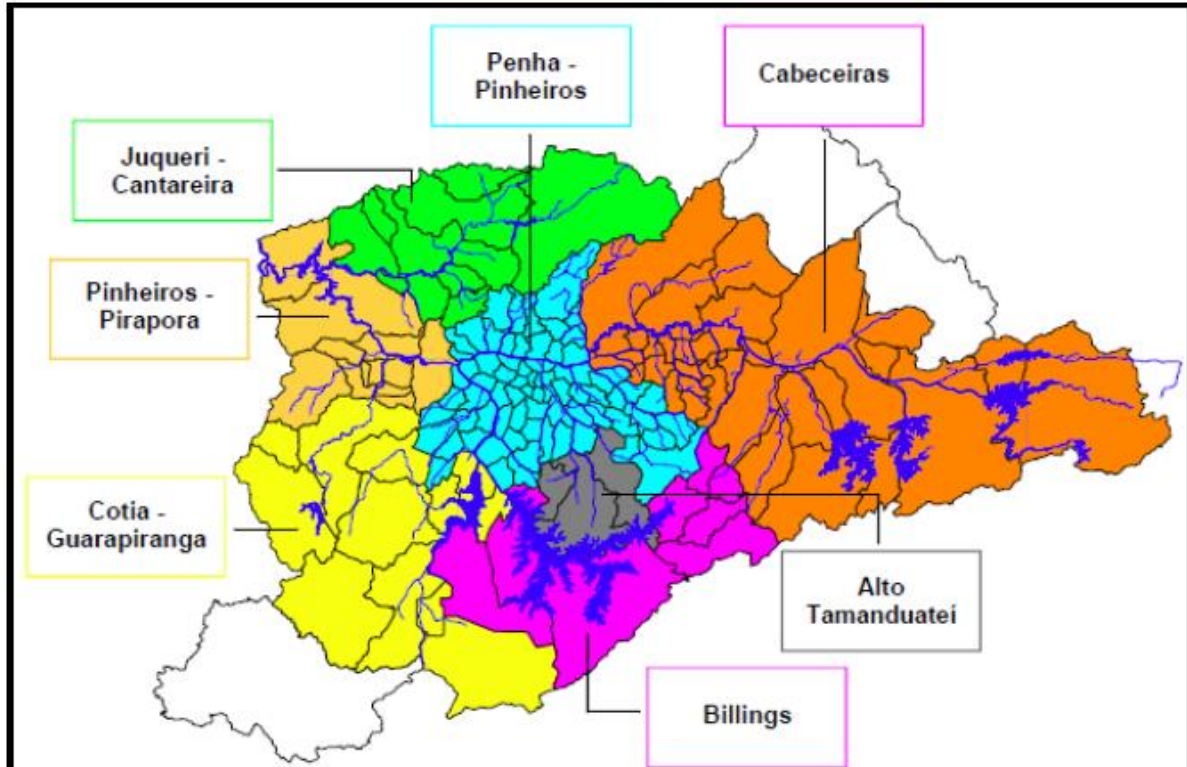 Penha -
Pinheiros
Cabeceiras
Juqueri -
Cantareira
Pinheiros -
Pirapora
Cotia -
Guarapiranga
Alto
Tamanduateí
Billings